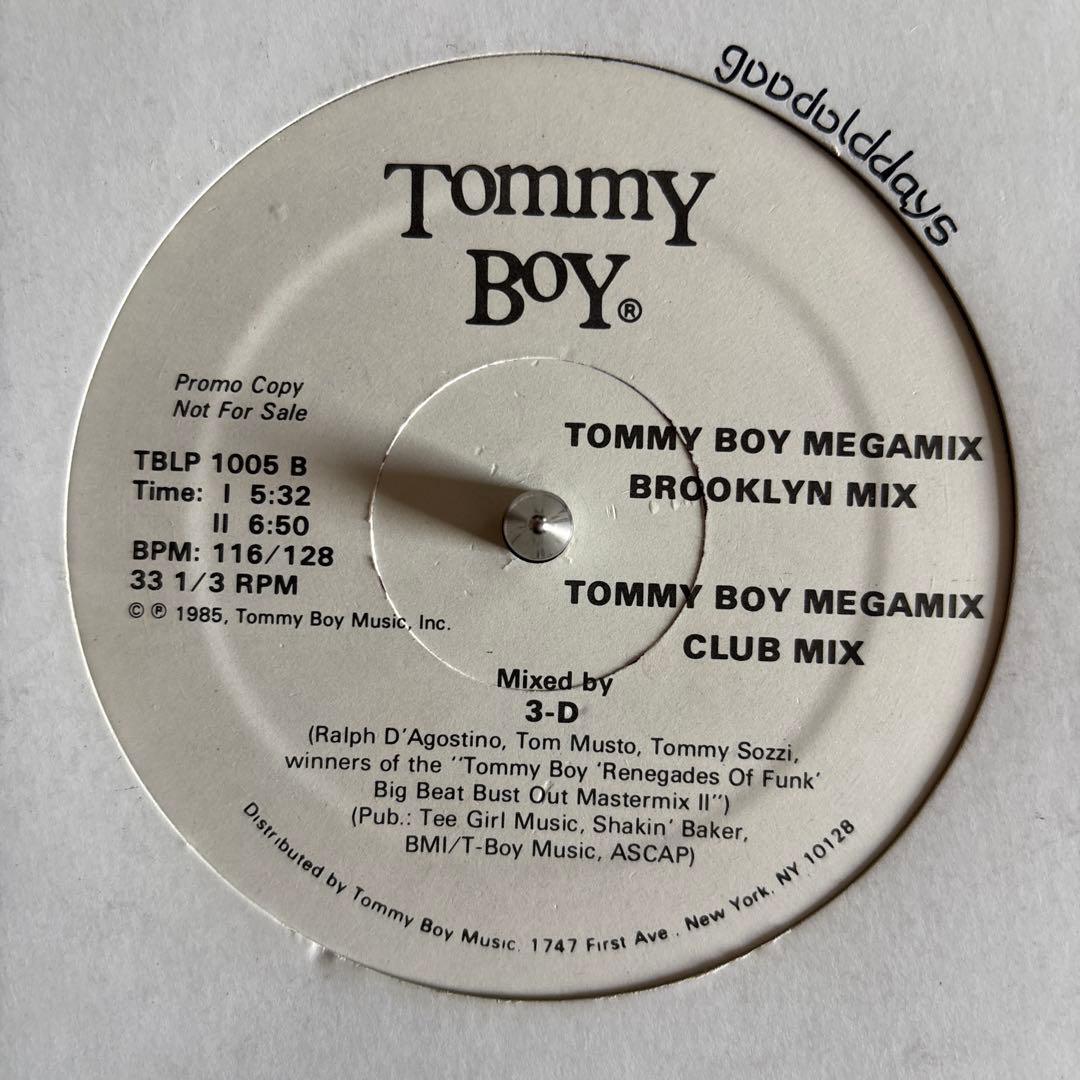 goodolddays
Tommy
Boy®
Promo Copy
Not For Sale
TBLP 1005 B
Time: I 5:32
II 6:50
BPM: 116/128
33 1/3 RPM
© ℗ 1985, Tommy Boy Music, Inc.
TOMMY BOY MEGAMIX
BROOKLYN MIX
TOMMY BOY MEGAMIX
CLUB MIX
Mixed by
3-D
(Ralph D'Agostino, Tom Musto, Tommy Sozzi,
winners of the "Tommy Boy 'Renegades Of Funk'
Big Beat Bust Out Mastermix II")
(Pub.: Tee Girl Music, Shakin' Baker,
BMI/T-Boy Music, ASCAP)
Distributed by Tommy Boy Music. 1747 First Ave., New York, NY 10128